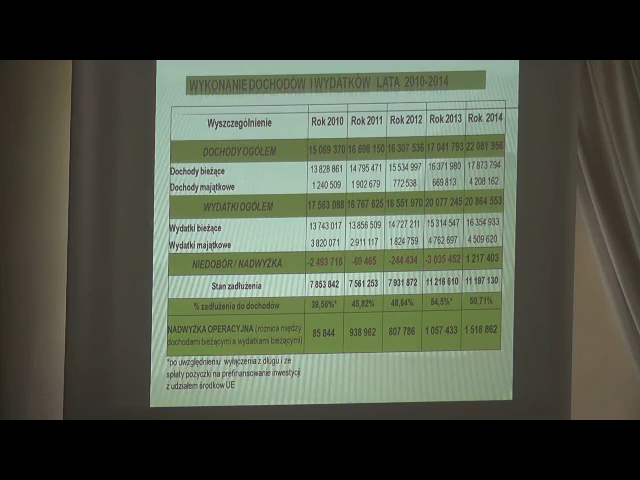 WYKONANIE DOCHODÓW I WYDATKÓW LATA 2010-2014
Wyszczególnienie Rok 2010 Rok 2011 Rok 2012 Rok 2013 Rok 2014
DOCHODY OGÓŁEM 15 069 370 16 698 150 16 307 536 17 041 793 22 081 956
Dochody bieżące 13 828 861 14 795 471 15 534 997 16 371 980 17 873 794
Dochody majątkowe 1 240 509 1 902 679 772 538 669 813 4 208 162
WYDATKI OGÓŁEM 17 563 088 16 767 625 16 551 970 20 077 245 20 864 553
Wydatki bieżące 13 743 017 13 856 509 14 727 211 15 314 547 16 354 933
Wydatki majątkowe 3 820 071 2 911 117 1 824 759 4 762 697 4 509 620
NIEDOBÓR / NADWYŻKA -2 493 718 -69 465 -244 434 -3 035 452 1 217 403
Stan zadłużenia 7 853 842 7 561 253 7 931 872 11 216 610 11 197 130
% zadłużenia do dochodów 39,56%* 45,82% 48,64% 54,5%* 50,71%
NADWYŻKA OPERACYJNA (różnica między
dochodami bieżącymi a wydatkami bieżącymi) 85 844 938 962 807 786 1 057 433 1 518 862
*po uwzględnieniu wyłączenia z długu i ze
spłaty pożyczki na prefinansowanie inwestycji
z udziałem środków UE